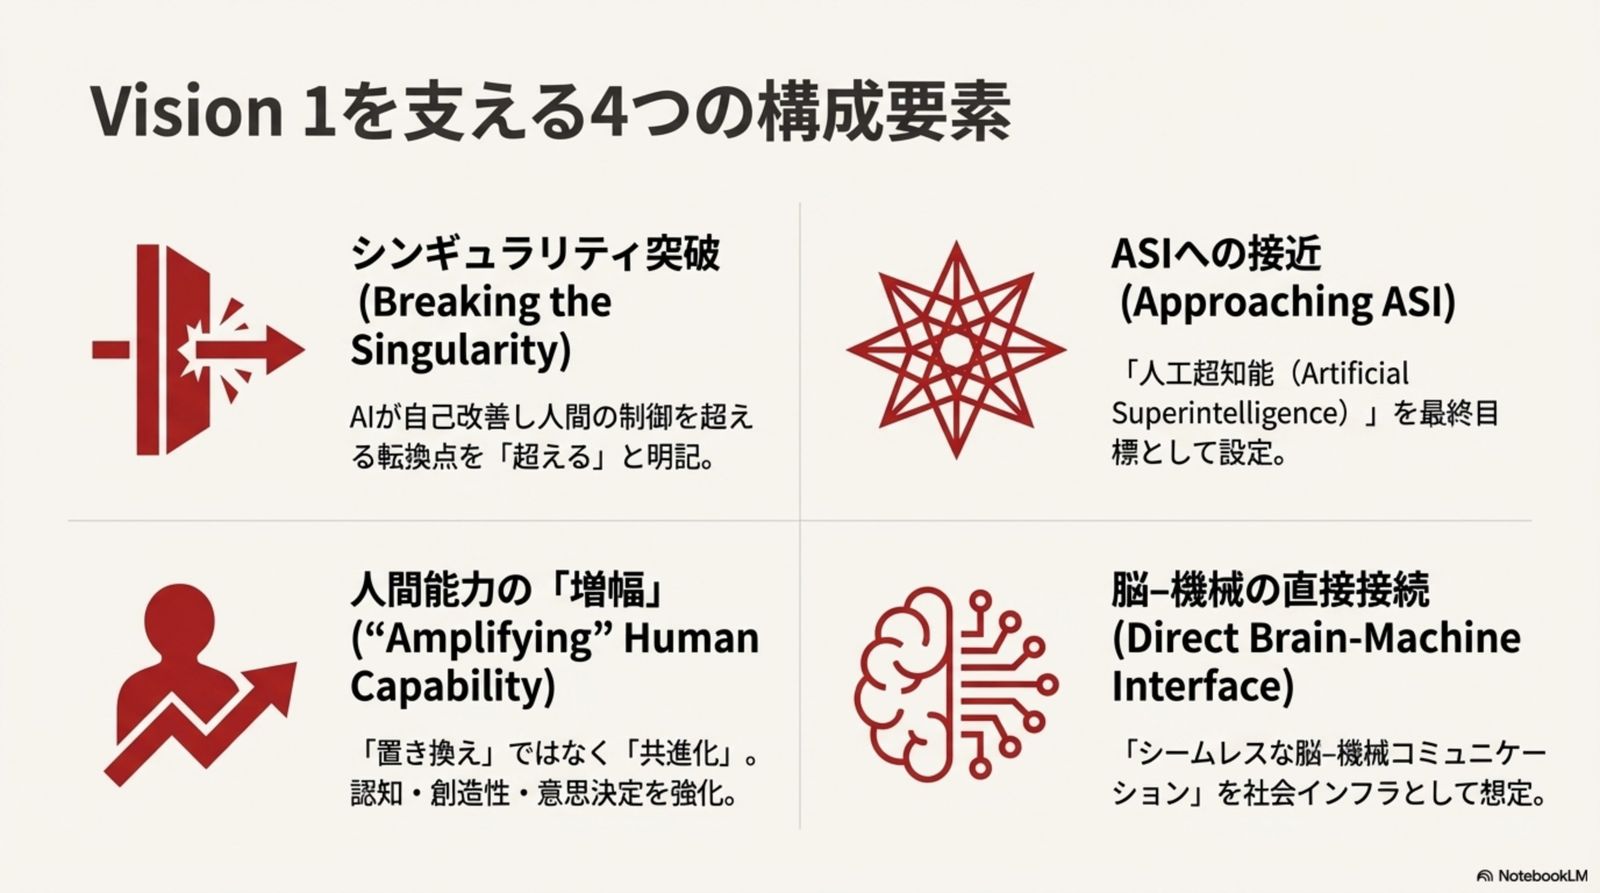 Vision 1を支える4つの構成要素
シンギュラリティ突破
(Breaking the
Singularity)
AIが自己改善し人間の制御を超え
る転換点を「超える」と明記。
ASIへの接近
(Approaching ASI)
「人工超知能（Artificial
Superintelligence）」を最終目
標として設定。
人間能力の「増幅」
(“Amplifying” Human
Capability)
「置き換え」ではなく「共進化」。
認知・創造性・意思決定を強化。
脳–機械の直接接続
(Direct Brain-Machine
Interface)
「シームレスな脳–機械コミュニケー
ション」を社会インフラとして想定。
NotebookLM